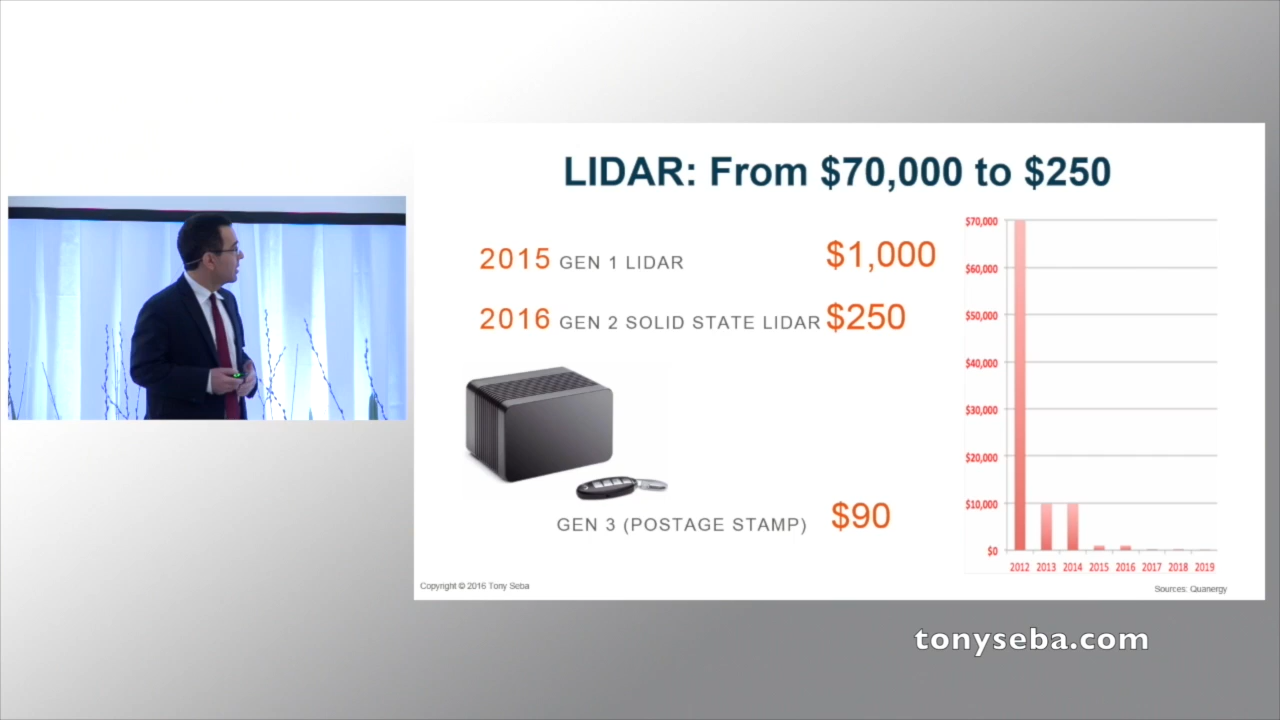 LIDAR: From $70,000 to $250
2015 GEN 1 LIDAR $1,000
2016 GEN 2 SOLID STATE LIDAR $250
GEN 3 (POSTAGE STAMP) $90
$70,000
$60,000
$50,000
$40,000
$30,000
$20,000
$10,000
$0
2012 2013 2014 2015 2016 2017 2018 2019
Copyright © 2016 Tony Seba
Sources: Quanergy
tonyseba.com